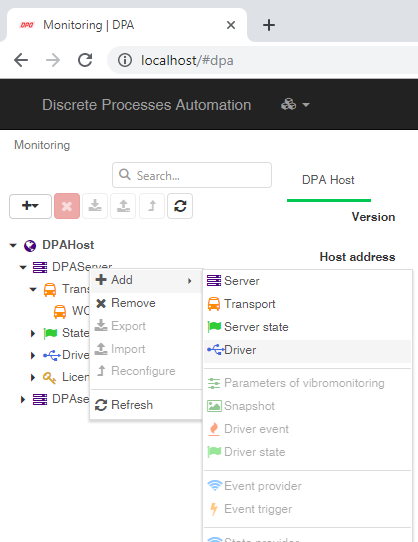 DPA Monitoring | DPA
localhost/#dpa
Discrete Processes Automation
Monitoring
Search...
DPA Host
Version
DPAHost
Host address
DPAServer
Add
Server
Trans
Transport
WC
Remove
Server state
State
Export
Driver
Drive
Import
Licen
Reconfigure
Parameters of vibromonitoring
DPAse
Refresh
Snapshot
Driver event
Driver state
Event provider
Event trigger
State provider